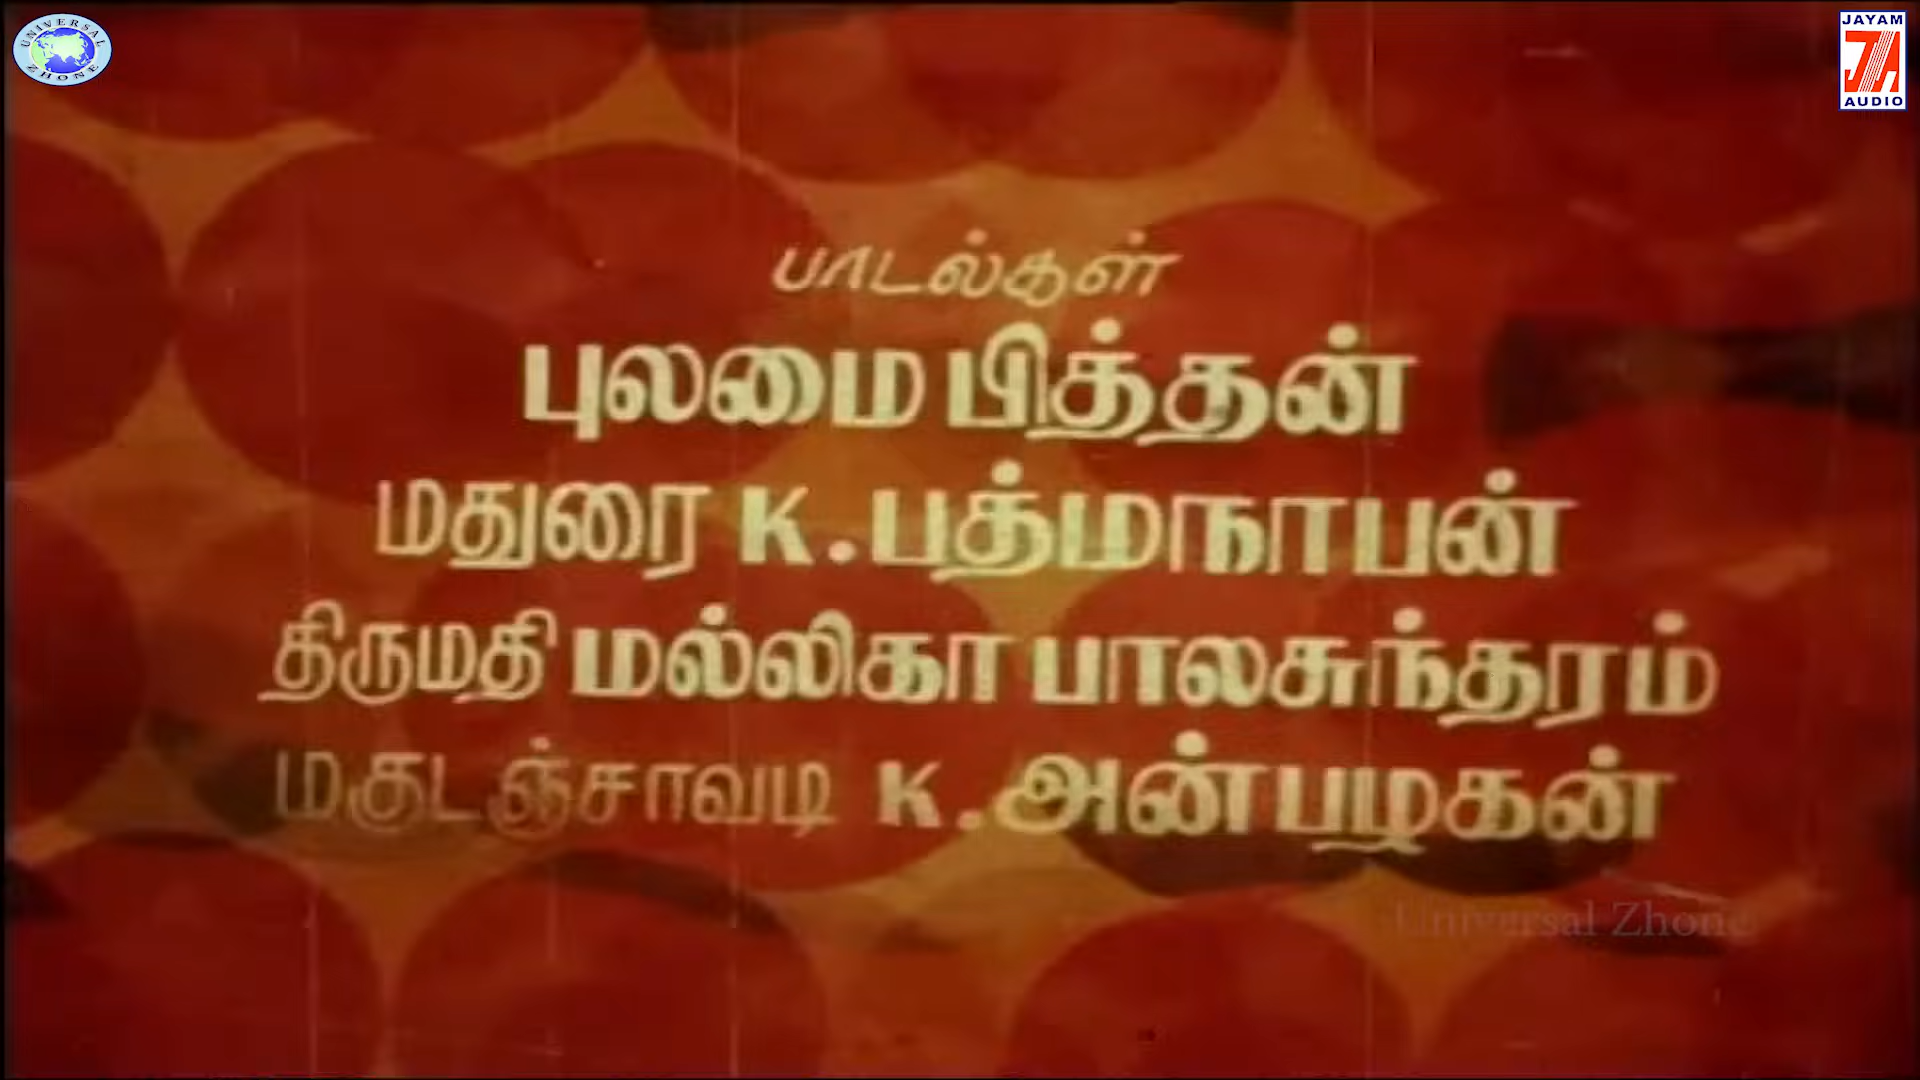 UNIVERSAL ZHONE
JAYAM
AUDIO
பாடல்கள்
புலமை பித்தன்
மதுரை K. பத்மநாபன்
திருமதி மல்லிகா பாலசுந்தரம்
மகுடஞ்சாவடி K. அன்பழகன்
Universal Zhone